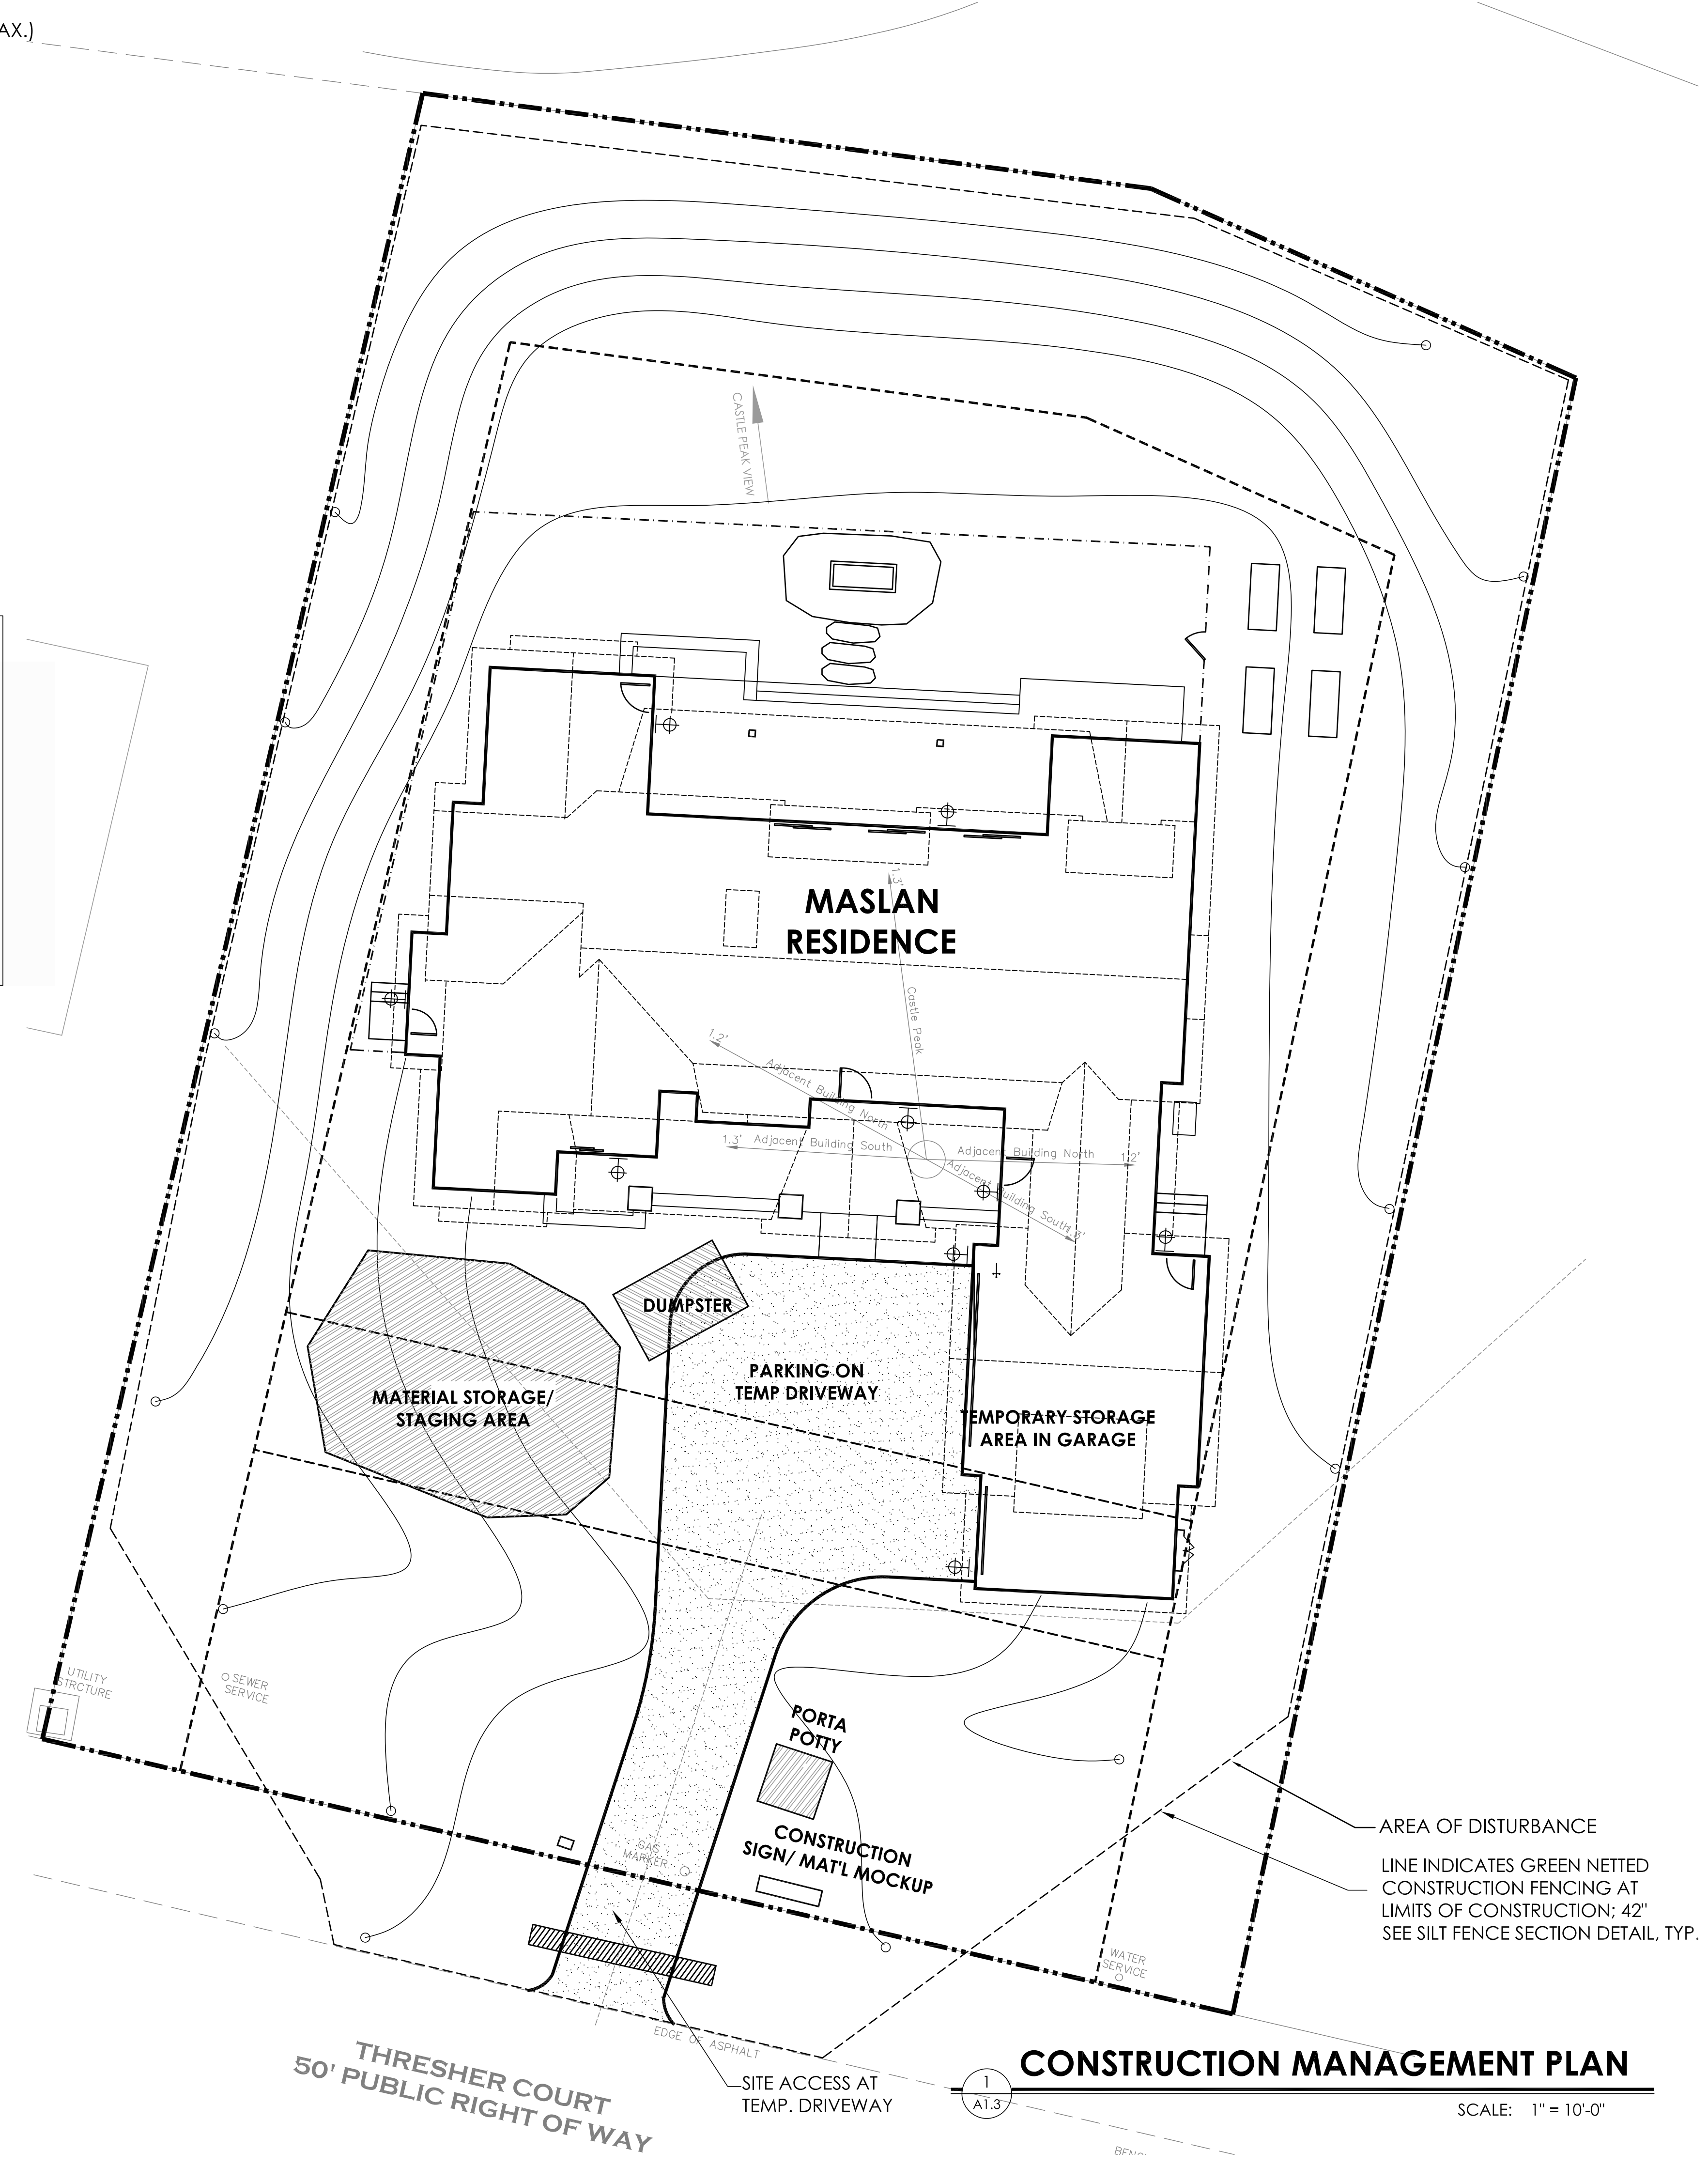 AX.)
CASTLE PEAK VIEW
MASLAN
RESIDENCE
1.3'
Castle Peak
1.2'
Adjacent Building North
1.3'
Adjacent Building South
Adjacent Building North
1.2'
Adjacent Building South
1.3'
DUMPSTER
MATERIAL STORAGE/
STAGING AREA
PARKING ON
TEMP DRIVEWAY
TEMPORARY STORAGE
AREA IN GARAGE
UTILITY
STRCTURE
SEWER
SERVICE
PORTA
POTTY
GAS
MARKER
CONSTRUCTION
SIGN/ MAT'L MOCKUP
AREA OF DISTURBANCE
LINE INDICATES GREEN NETTED
CONSTRUCTION FENCING AT
LIMITS OF CONSTRUCTION; 42"
SEE SILT FENCE SECTION DETAIL, TYP.
WATER
SERVICE
EDGE OF ASPHALT
THRESHER COURT
50' PUBLIC RIGHT OF WAY
SITE ACCESS AT
TEMP. DRIVEWAY
1
A1.3
CONSTRUCTION MANAGEMENT PLAN
SCALE: 1" = 10'-0"